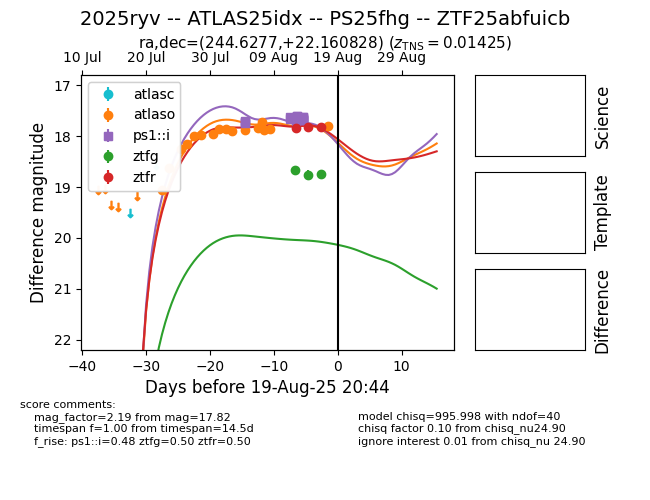 2025ryv -- ATLAS25idx -- PS25fhg -- ZTF25abfuicb
ra,dec=(244.6277,+22.160828) (z_TNS = 0.01425)
10 Jul 20 Jul 30 Jul 09 Aug 19 Aug 29 Aug
17
18
19
20
21
22
Difference magnitude
atlasc
atlaso
ps1::i
ztfg
ztfr
−40 −30 −20 −10 0 10
Days before 19-Aug-25 20:44
Science
Template
Difference
score comments:
mag_factor=2.19 from mag=17.82
timespan f=1.00 from timespan=14.5d
f_rise: ps1::i=0.48 ztfg=0.50 ztfr=0.50
model chisq=995.998 with ndof=40
chisq factor 0.10 from chisq_nu24.90
ignore interest 0.01 from chisq_nu 24.90